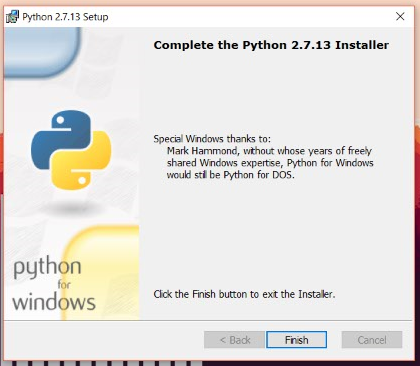 Python 2.7.13 Setup
Complete the Python 2.7.13 Installer
Special Windows thanks to:
Mark Hammond, without whose years of freely
shared Windows expertise, Python for Windows
would still be Python for DOS.
python
for
windows
Click the Finish button to exit the Installer.
< Back
Finish
Cancel